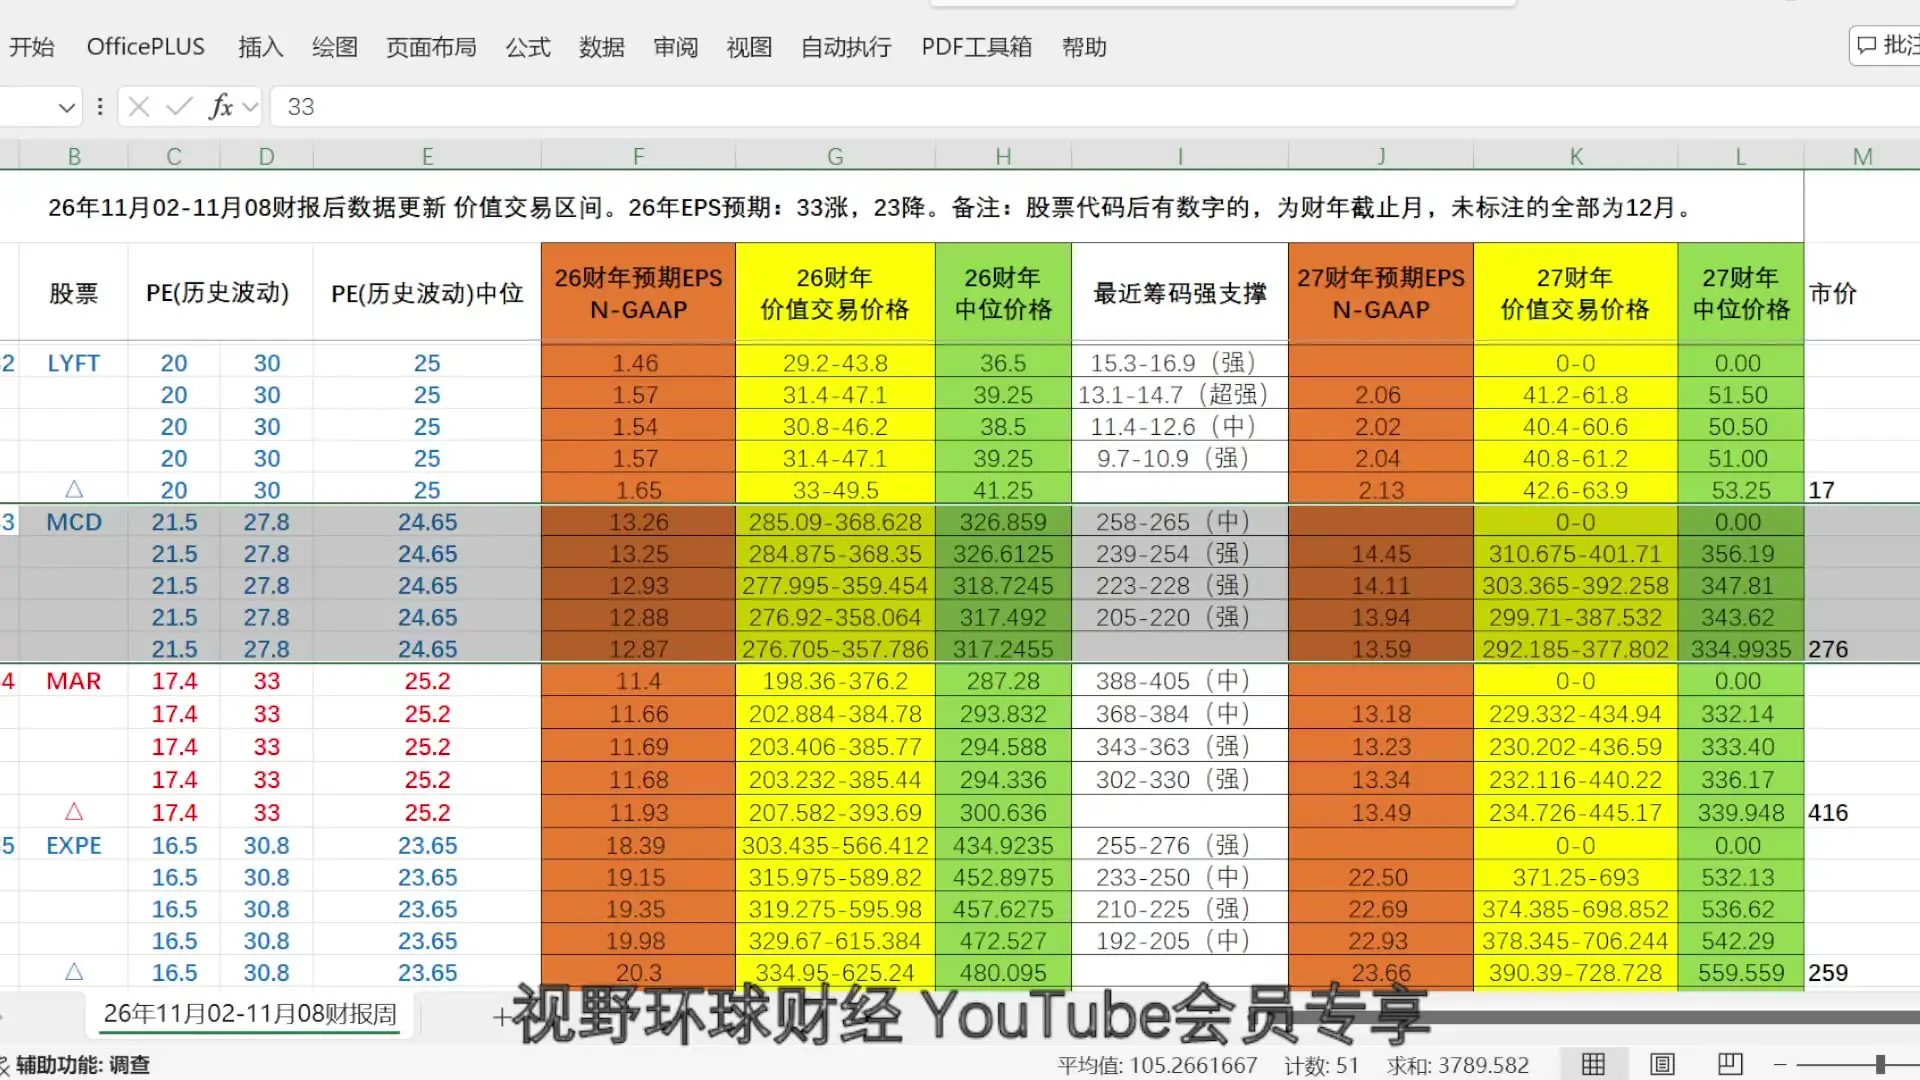 开始 OfficePLUS 插入 绘图 页面布局 公式 数据 审阅 视图 自动执行 PDF工具箱 帮助 批注
fx 33
B C D E F G H I J K L M
26年11月02-11月08财报后数据更新 价值交易区间。26年EPS预期：33涨，23降。备注：股票代码后有数字的，为财年截止月，未标注的全部为12月。
股票 PE(历史波动) PE(历史波动)中位 26财年预期EPS N-GAAP 26财年 价值交易价格 26财年 中位价格 最近筹码强支撑 27财年预期EPS N-GAAP 27财年 价值交易价格 27财年 中位价格 市价
2 LYFT 20 30 25 1.46 29.2-43.8 36.5 15.3-16.9（强） 0-0 0.00
20 30 25 1.57 31.4-47.1 39.25 13.1-14.7（超强） 2.06 41.2-61.8 51.50
20 30 25 1.54 30.8-46.2 38.5 11.4-12.6（中） 2.02 40.4-60.6 50.50
20 30 25 1.57 31.4-47.1 39.25 9.7-10.9（强） 2.04 40.8-61.2 51.00
△ 20 30 25 1.65 33-49.5 41.25 2.13 42.6-63.9 53.25 17
3 MCD 21.5 27.8 24.65 13.26 285.09-368.628 326.859 258-265（中） 0-0 0.00
21.5 27.8 24.65 13.25 284.875-368.35 326.6125 239-254（强） 14.45 310.675-401.71 356.19
21.5 27.8 24.65 12.93 277.995-359.454 318.7245 223-228（强） 14.11 303.365-392.258 347.81
21.5 27.8 24.65 12.88 276.92-358.064 317.492 205-220（强） 13.94 299.71-387.532 343.62
21.5 27.8 24.65 12.87 276.705-357.786 317.2455 13.59 292.185-377.802 334.9935 276
4 MAR 17.4 33 25.2 11.4 198.36-376.2 287.28 388-405（中） 0-0 0.00
17.4 33 25.2 11.66 202.884-384.78 293.832 368-384（中） 13.18 229.332-434.94 332.14
17.4 33 25.2 11.69 203.406-385.77 294.588 343-363（强） 13.23 230.202-436.59 333.40
17.4 33 25.2 11.68 203.232-385.44 294.336 302-330（强） 13.34 232.116-440.22 336.17
△ 17.4 33 25.2 11.93 207.582-393.69 300.636 13.49 234.726-445.17 339.948 416
5 EXPE 16.5 30.8 23.65 18.39 303.435-566.412 434.9235 255-276（强） 0-0 0.00
16.5 30.8 23.65 19.15 315.975-589.82 452.8975 233-250（中） 22.50 371.25-693 532.13
16.5 30.8 23.65 19.35 319.275-595.98 457.6275 210-225（强） 22.69 374.385-698.852 536.62
16.5 30.8 23.65 19.98 329.67-615.384 472.527 192-205（中） 22.93 378.345-706.244 542.29
△ 16.5 30.8 23.65 20.3 334.95-625.24 480.095 23.66 390.39-728.728 559.559 259
26年11月02-11月08财报周 +
视野环球财经 YouTube会员专享
辅助功能: 调查 平均值: 105.2661667 计数: 51 求和: 3789.582